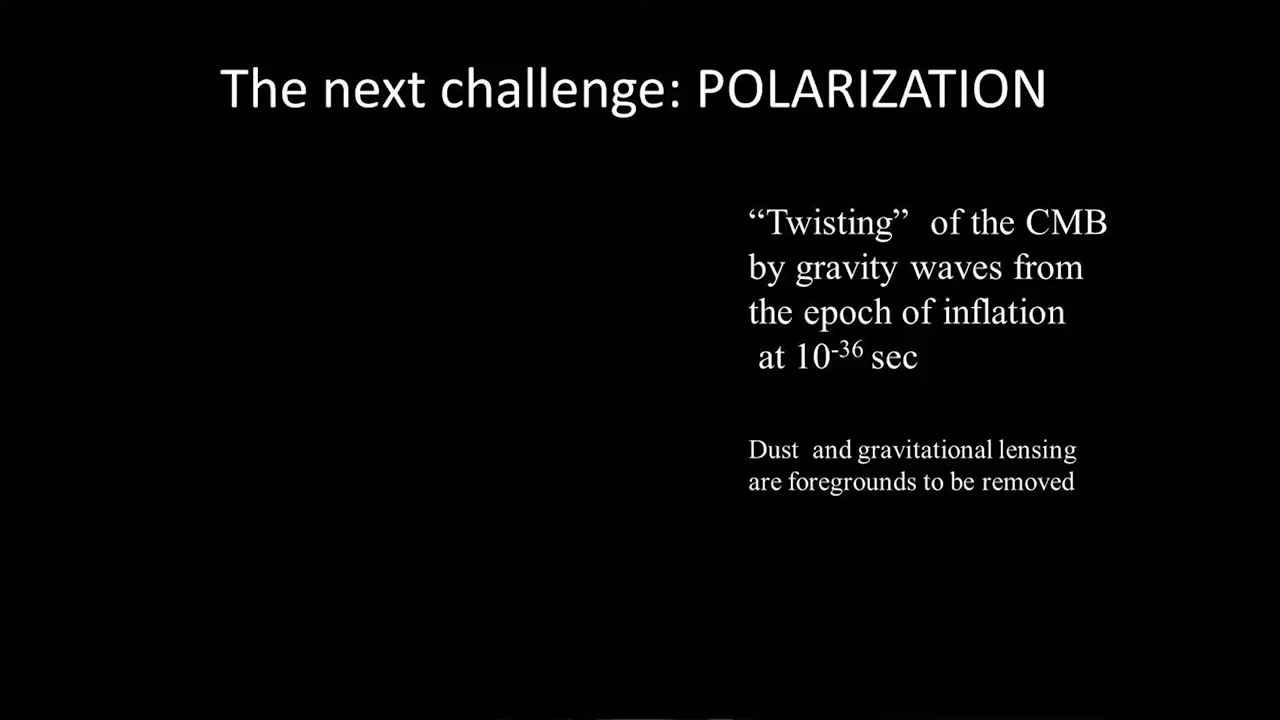 The next challenge: POLARIZATION
“Twisting” of the CMB
by gravity waves from
the epoch of inflation
at 10⁻³⁶ sec
Dust and gravitational lensing
are foregrounds to be removed